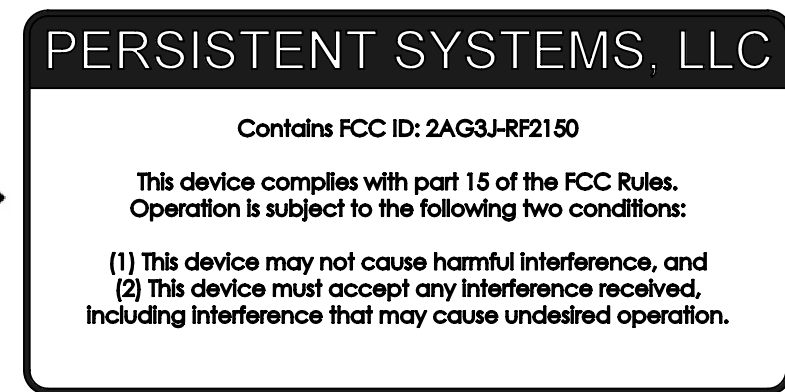 PERSISTENT SYSTEMS, LLC
Contains FCC ID: 2AG3J-RF2150
This device complies with part 15 of the FCC Rules.
Operation is subject to the following two conditions:
(1) This device may not cause harmful interference, and
(2) This device must accept any interference received,
including interference that may cause undesired operation.